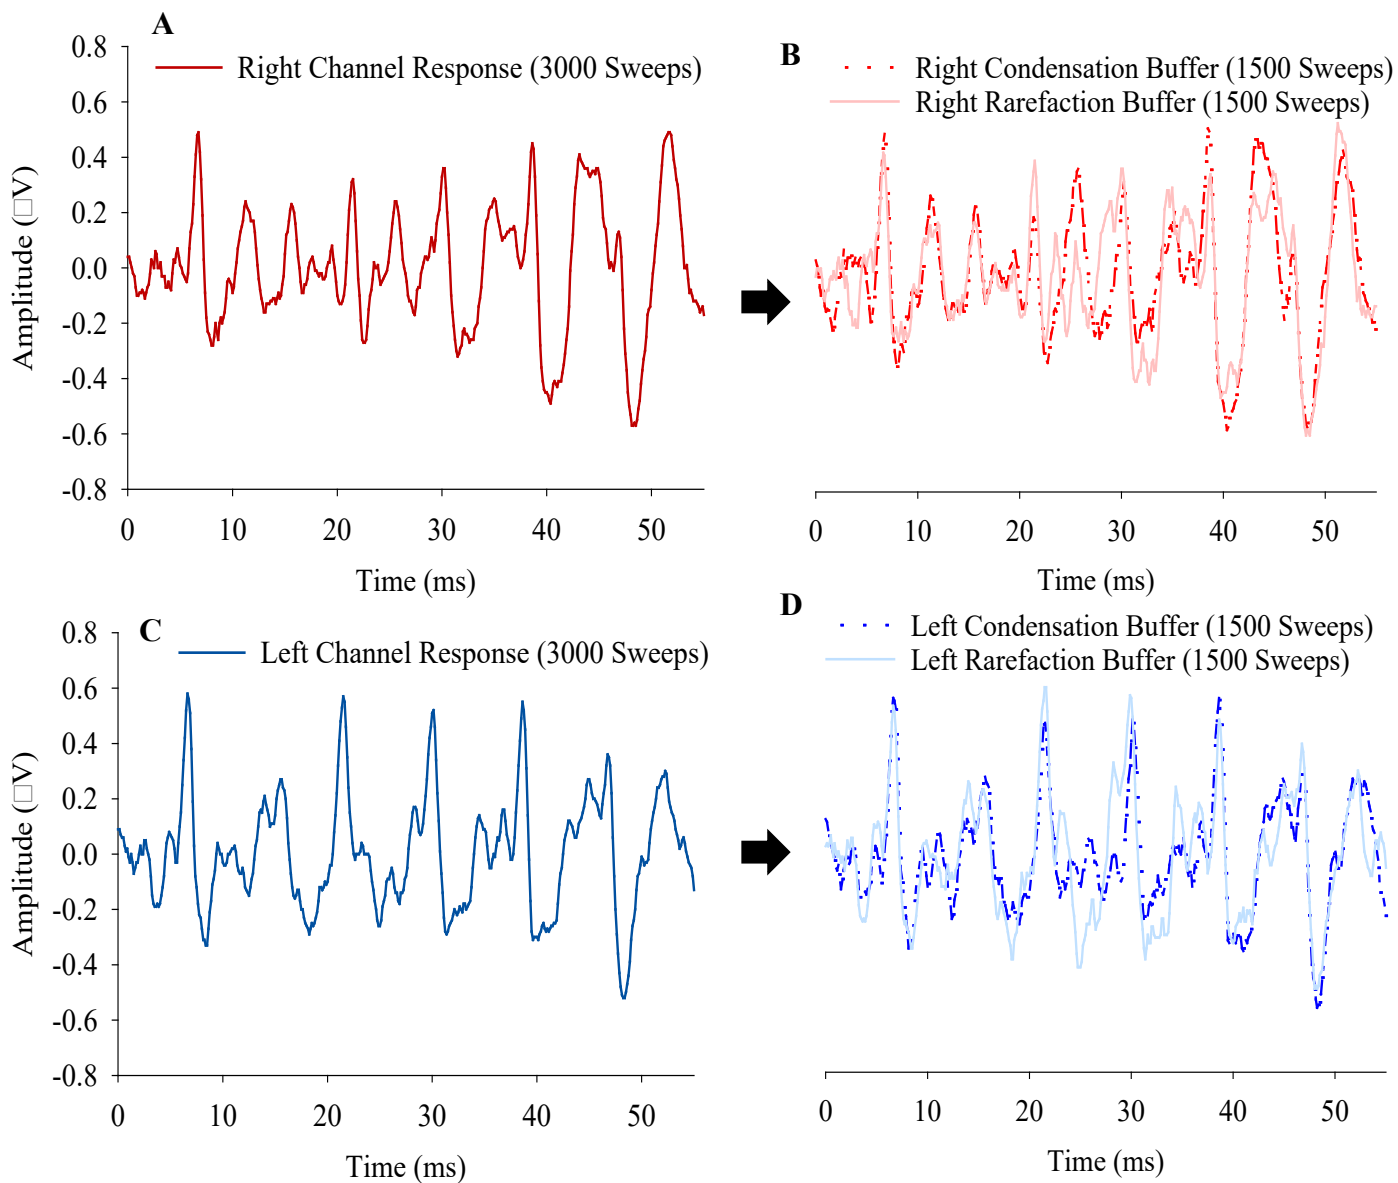 A
Right Channel Response (3000 Sweeps)
0.8
0.6
0.4
0.2
0.0
-0.2
-0.4
-0.6
-0.8
Amplitude (□V)
0 10 20 30 40 50
Time (ms)
B
Right Condensation Buffer (1500 Sweeps)
Right Rarefaction Buffer (1500 Sweeps)
0 10 20 30 40 50
Time (ms)
C
Left Channel Response (3000 Sweeps)
0.8
0.6
0.4
0.2
0.0
-0.2
-0.4
-0.6
-0.8
Amplitude (□V)
0 10 20 30 40 50
Time (ms)
D
Left Condensation Buffer (1500 Sweeps)
Left Rarefaction Buffer (1500 Sweeps)
0 10 20 30 40 50
Time (ms)